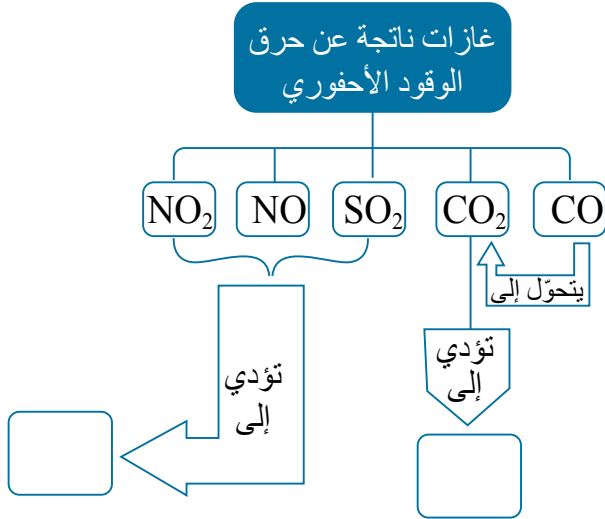 غازات ناتجة عن حرق
الوقود الأحفوري
CO
CO₂
SO₂
NO
NO₂
يتحوّل إلى
تؤدي
إلى
تؤدي
إلى